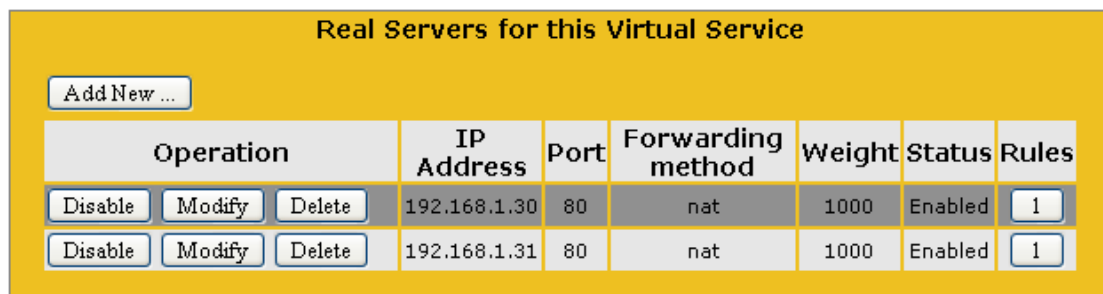 Real Servers for this Virtual Service
Add New ...
Operation IP Address Port Forwarding method Weight Status Rules
Disable Modify Delete 192.168.1.30 80 nat 1000 Enabled 1
Disable Modify Delete 192.168.1.31 80 nat 1000 Enabled 1